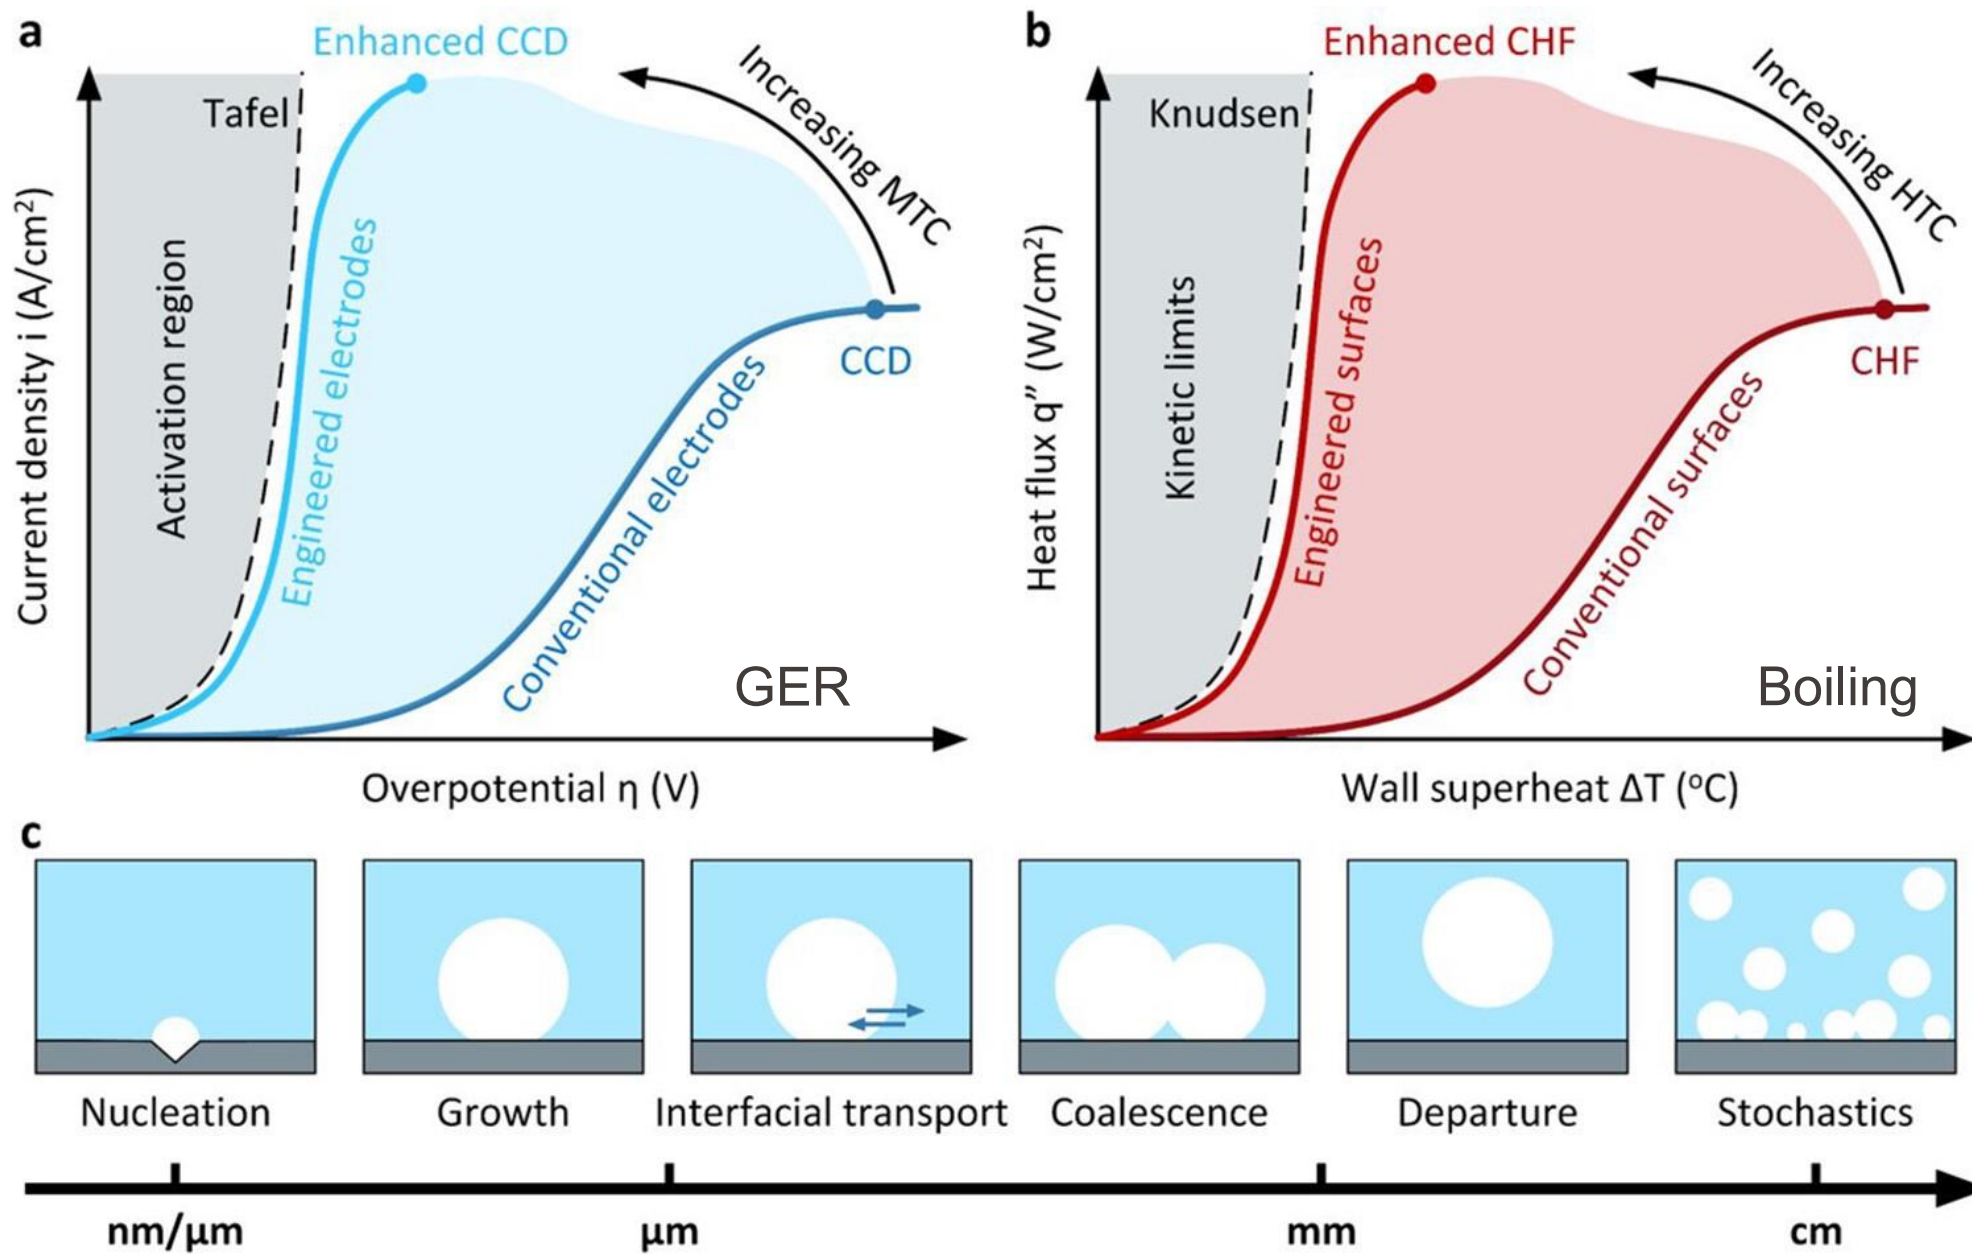 a
Enhanced CCD
Tafel
Increasing MTC
Current density i (A/cm²)
Activation region
Engineered electrodes
Conventional electrodes
CCD
GER
Overpotential η (V)
b
Enhanced CHF
Knudsen
Increasing HTC
Heat flux q” (W/cm²)
Kinetic limits
Engineered surfaces
Conventional surfaces
CHF
Boiling
Wall superheat ΔT (°C)
c
Nucleation
Growth
Interfacial transport
Coalescence
Departure
Stochastics
nm/μm
μm
mm
cm